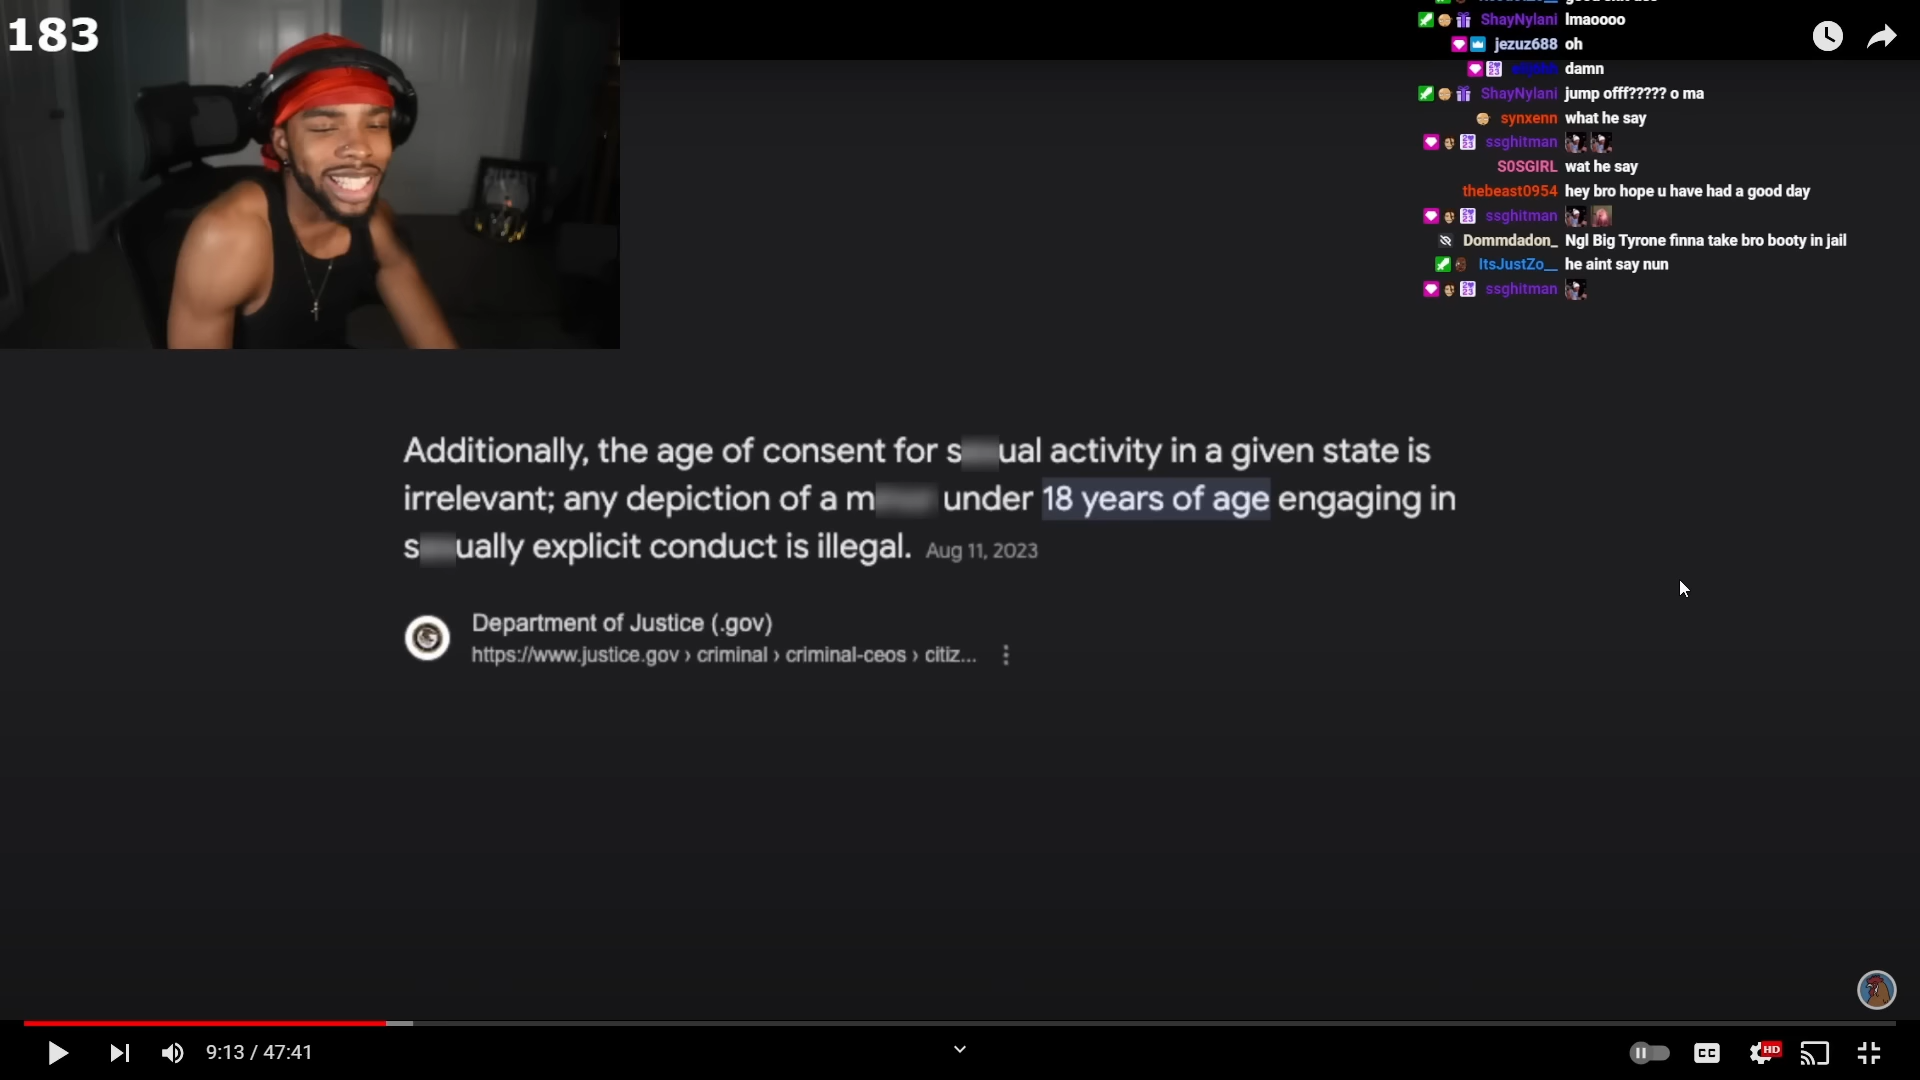 183
ShayNylani lmaoooo
jezuz688 oh
damn
ShayNylani jump offf????? o ma
synxenn what he say
ssghitman
S0SGIRL wat he say
thebeast0954 hey bro hope u have had a good day
ssghitman
Dommdadon_ Ngl Big Tyrone finna take bro booty in jail
ItsJustZo__ he aint say nun
ssghitman
Additionally, the age of consent for s ual activity in a given state is
irrelevant; any depiction of a m under 18 years of age engaging in
s ually explicit conduct is illegal. Aug 11, 2023
Department of Justice (.gov)
https://www.justice.gov › criminal › criminal-ceos › citiz...
9:13 / 47:41
CC
HD